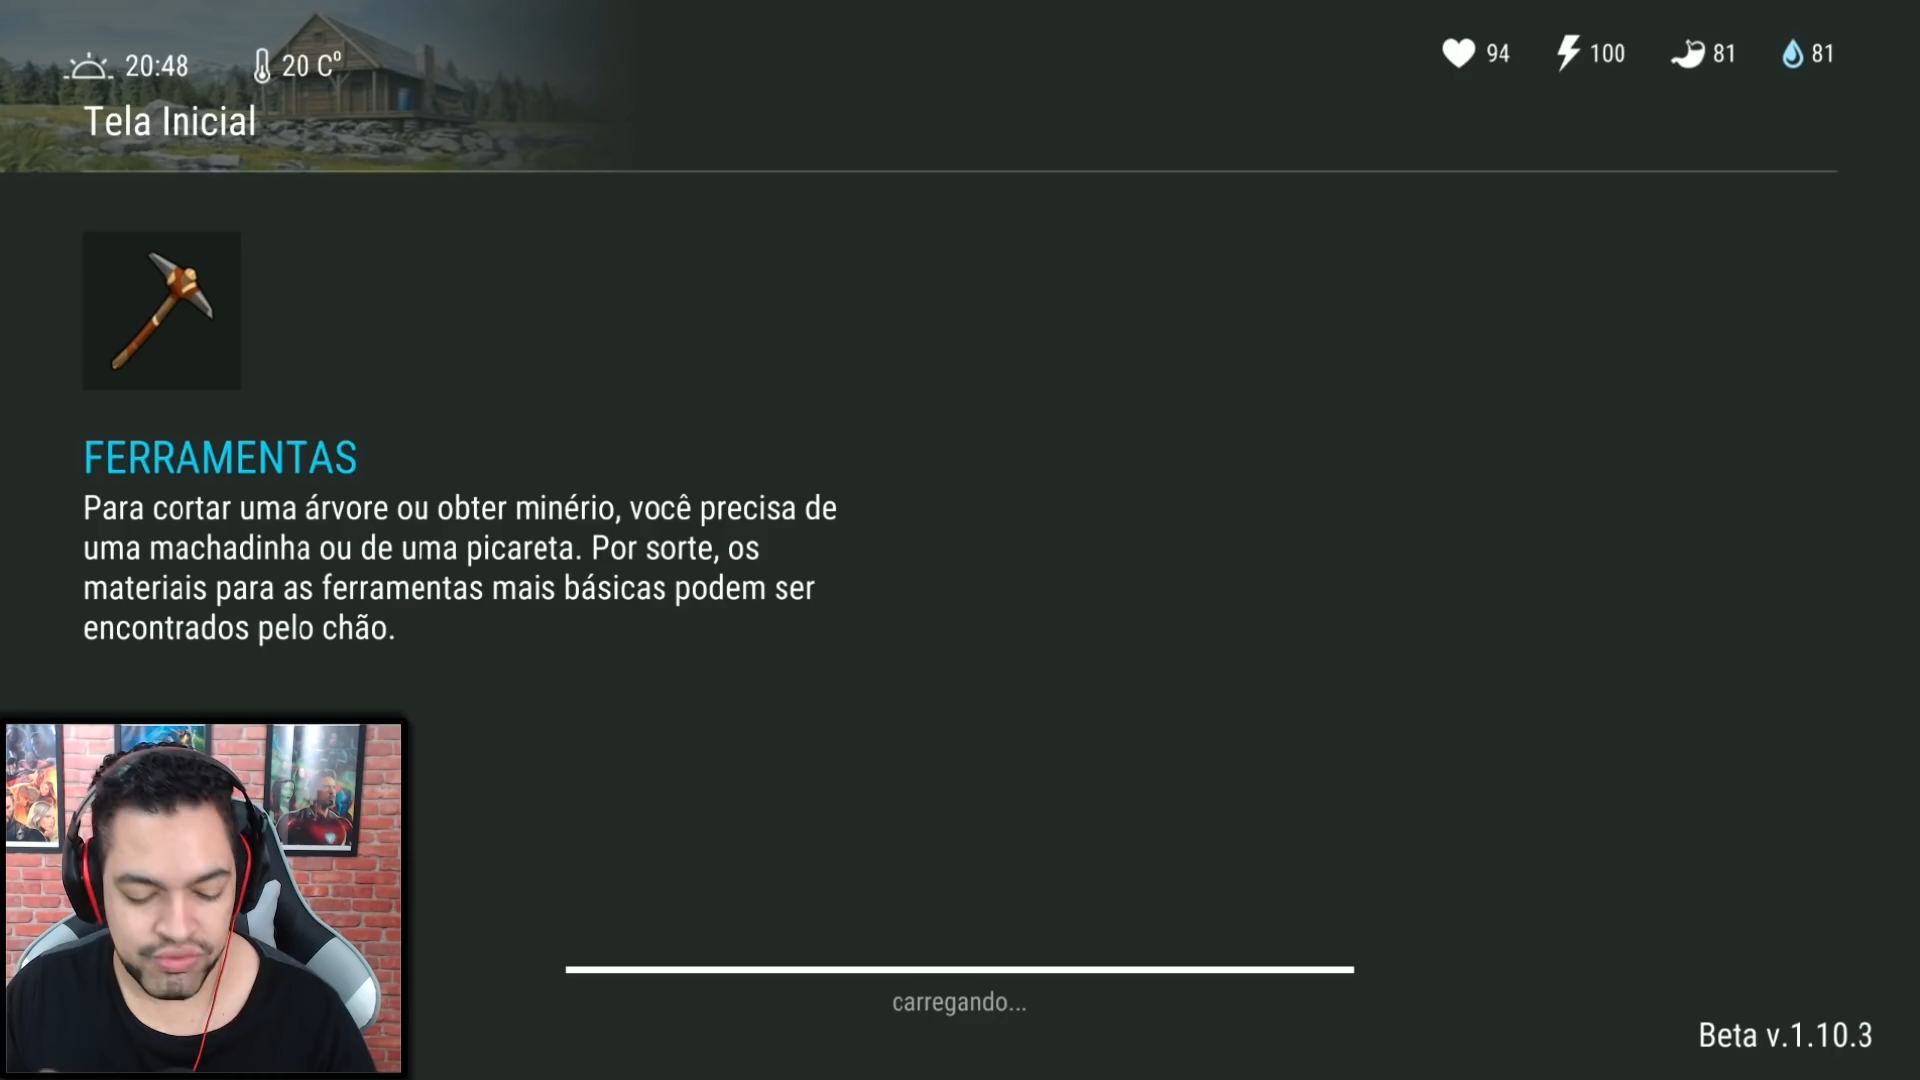 20:48
20 Cº
94
100
81
81
Tela Inicial
FERRAMENTAS
Para cortar uma árvore ou obter minério, você precisa de
uma machadinha ou de uma picareta. Por sorte, os
materiais para as ferramentas mais básicas podem ser
encontrados pelo chão.
carregando...
Beta v.1.10.3